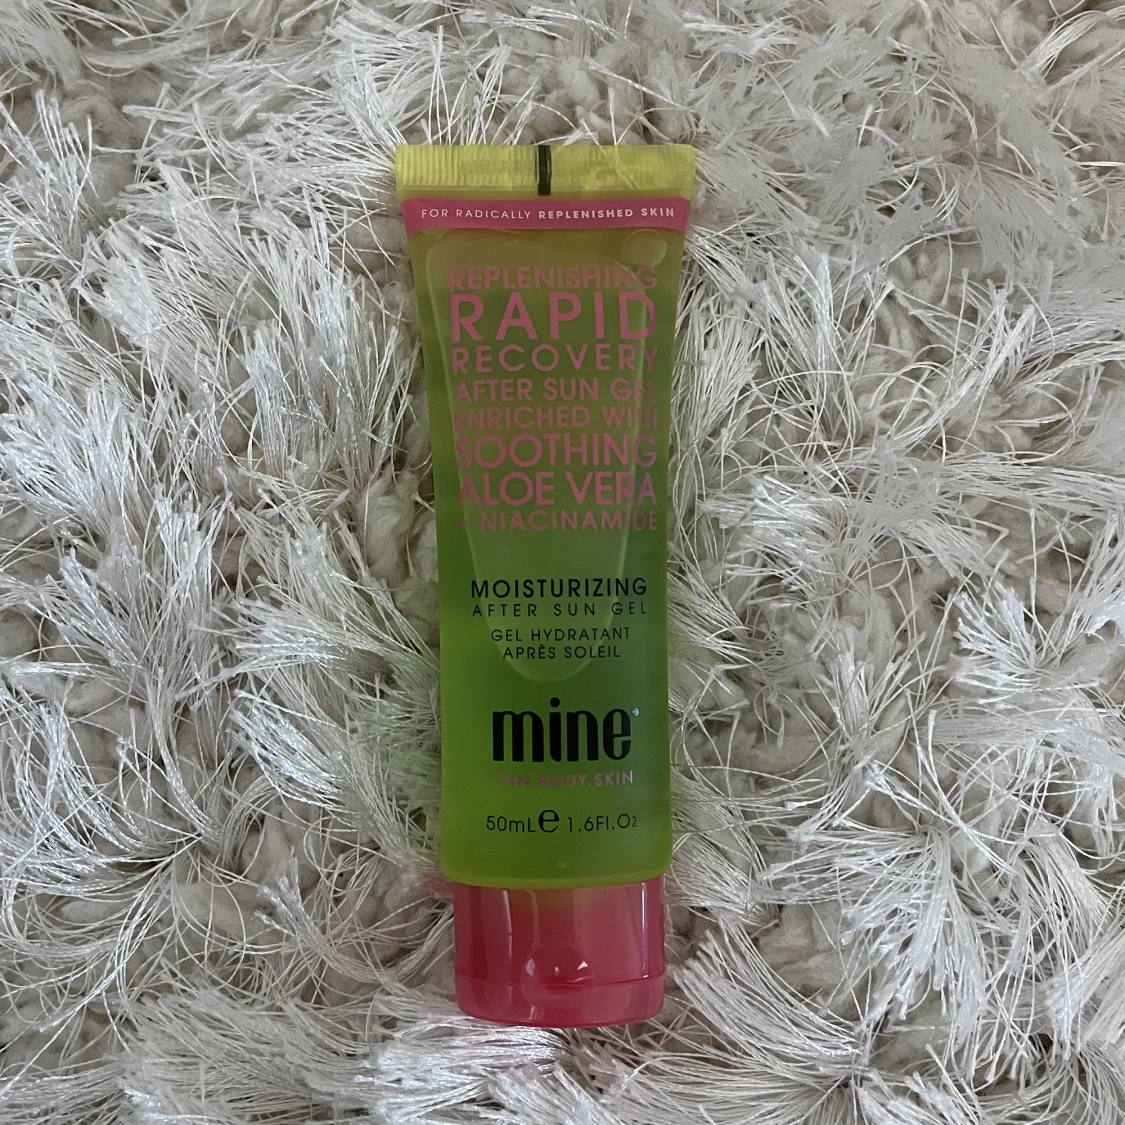 FOR RADICALLY REPLENISHED SKIN
REPLENISHING
RAPID
RECOVERY
AFTER SUN GEL
ENRICHED WITH
SOOTHING
ALOE VERA
+ NIACINAMIDE
MOISTURIZING
AFTER SUN GEL
GEL HYDRATANT
APRÈS SOLEIL
mine®
TAN.BODY.SKIN
50mL℮ 1.6Fl.Oz